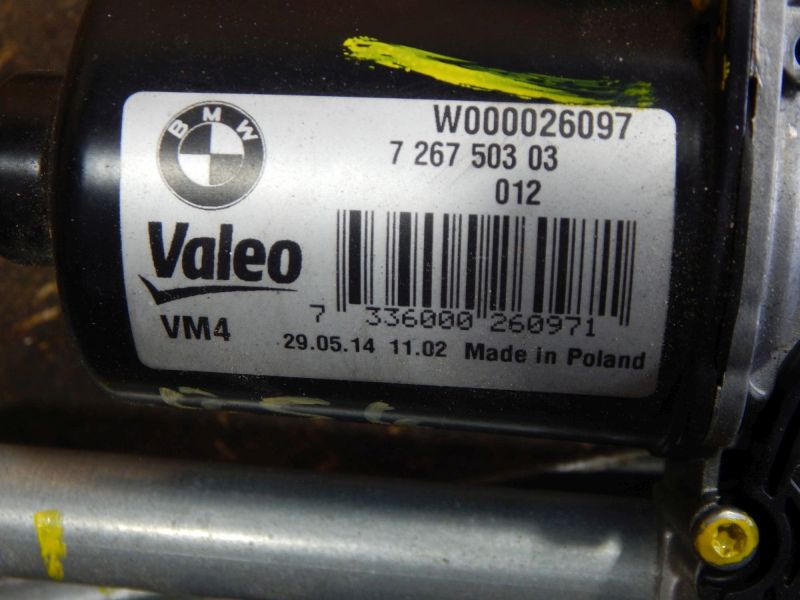 BMW
W000026097
7 267 503 03
012
Valeo
7 336000 260971
VM4
29.05.14 11.02 Made in Poland